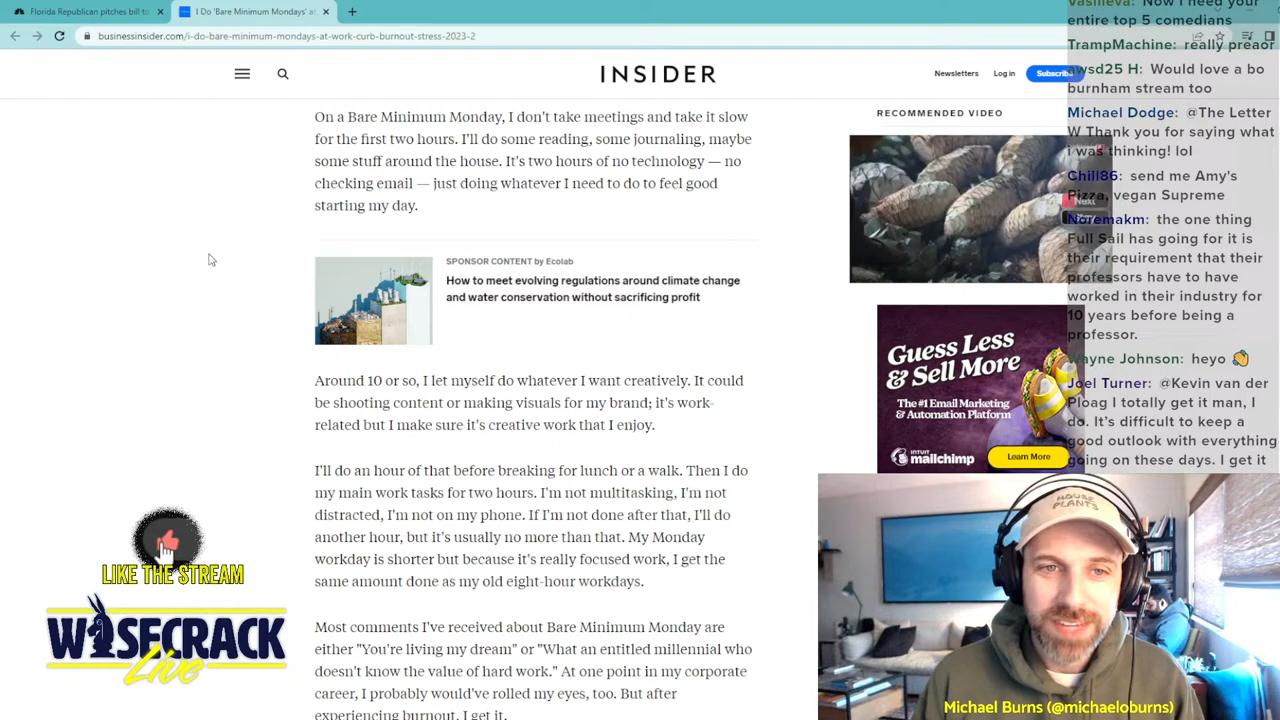 Florida Republican pitches bill to
I Do 'Bare Minimum Mondays' a
businessinsider.com/i-do-bare-minimum-mondays-at-work-curb-burnout-stress-2023-2
INSIDER
Newsletters
Log in
Subscribe
On a Bare Minimum Monday, I don't take meetings and take it slow
for the first two hours. I'll do some reading, some journaling, maybe
some stuff around the house. It's two hours of no technology — no
checking email — just doing whatever I need to do to feel good
starting my day.
SPONSOR CONTENT by Ecolab
How to meet evolving regulations around climate change
and water conservation without sacrificing profit
Around 10 or so, I let myself do whatever I want creatively. It could
be shooting content or making visuals for my brand; it's work-
related but I make sure it's creative work that I enjoy.
I'll do an hour of that before breaking for lunch or a walk. Then I do
my main work tasks for two hours. I'm not multitasking, I'm not
distracted, I'm not on my phone. If I'm not done after that, I'll do
another hour, but it's usually no more than that. My Monday
workday is shorter but because it's really focused work, I get the
same amount done as my old eight-hour workdays.
Most comments I've received about Bare Minimum Monday are
either "You're living my dream" or "What an entitled millennial who
doesn't know the value of hard work." At one point in my corporate
career, I probably would've rolled my eyes, too. But after
experiencing burnout, I get it.
RECOMMENDED VIDEO
Next
Guess Less
& Sell More
The #1 Email Marketing
& Automation Platform
INTUIT
mailchimp
Learn More
Vasileva: Now I need your
entire top 5 comedians
TrampMachine: really preaor
awsd25 H: Would love a bo
burnham stream too
Michael Dodge: @The Letter
W Thank you for saying what
i was thinking! lol
Chill86: send me Amy's
Pizza, vegan Supreme
Noremakm: the one thing
Full Sail has going for it is
their requirement that their
professors have to have
worked in their industry for
10 years before being a
professor.
Wayne Johnson: heyo 👋
Joel Turner: @Kevin van der
Ploag I totally get it man, I
do. It's difficult to keep a
good outlook with everything
going on these days. I get it
LIKE THE STREAM
WISECRACK
Live
HOUSE
PLANTS
Michael Burns (@michaeloburns)